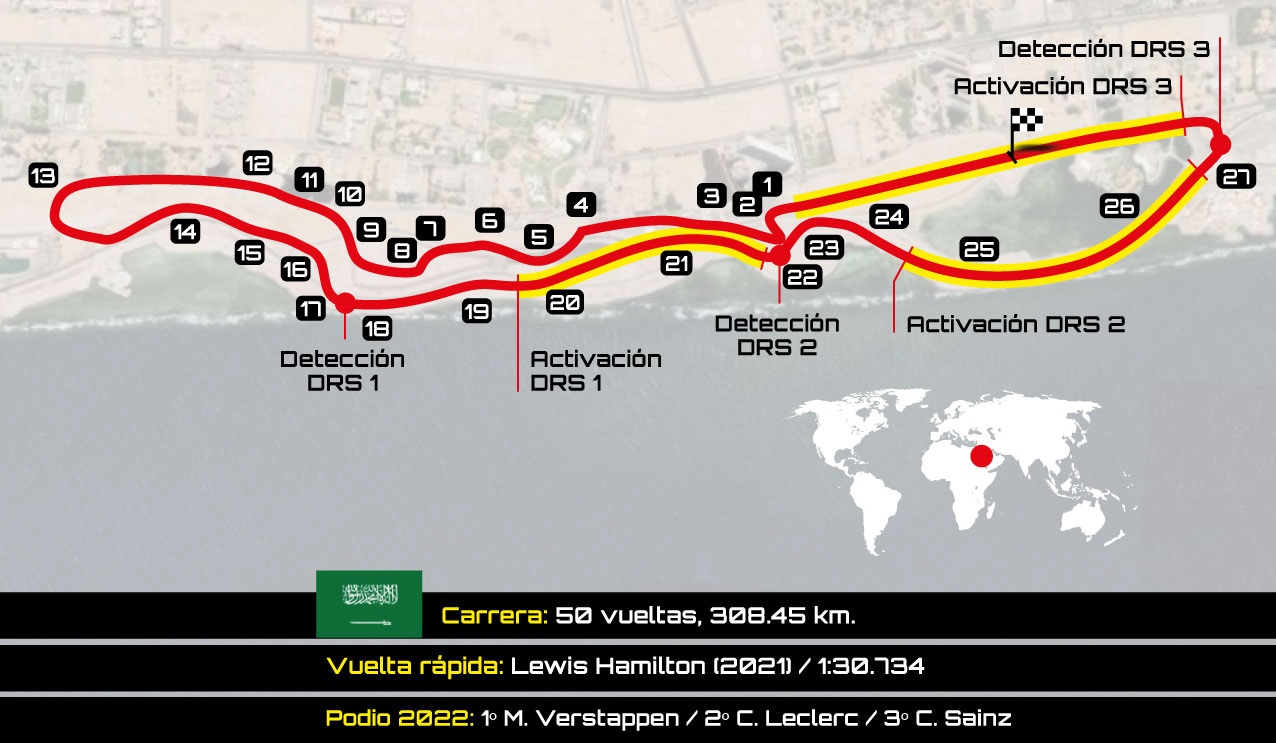 Detección DRS 3
Activación DRS 3
1
2
3
4
5
6
7
8
9
10
11
12
13
14
15
16
17
18
19
20
21
22
23
24
25
26
27
Detección
DRS 1
Activación
DRS 1
Detección
DRS 2
Activación DRS 2
Carrera: 50 vueltas, 308.45 km.
Vuelta rápida: Lewis Hamilton (2021) / 1:30.734
Podio 2022: 1º M. Verstappen / 2º C. Leclerc / 3º C. Sainz